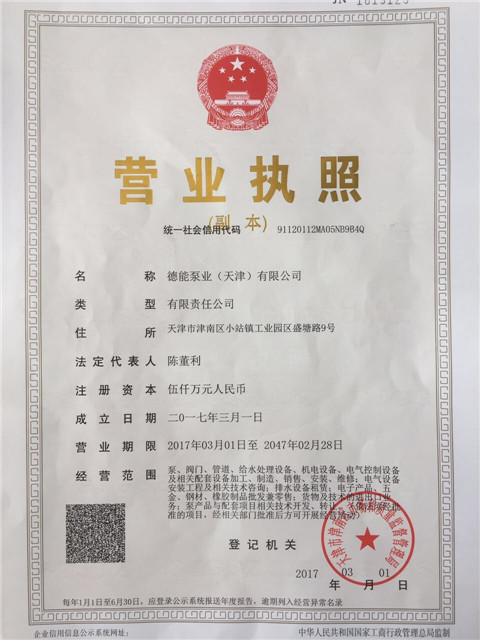 营业执照
(副 本)
统一社会信用代码 91120112MA05NB9B4Q
名 称 德能泵业（天津）有限公司
类 型 有限责任公司
住 所 天津市津南区小站镇工业园区盛塘路9号
法定代表人 陈董利
注册资本 伍仟万元人民币
成立日期 二〇一七年三月一日
营业期限 2017年03月01日至 2047年02月28日
经营范围 泵、阀门、管道、给水处理设备、机电设备、电气控制设备
及相关配套设备加工、制造、销售、安装、维修；电气设备
安装工程及相关技术咨询；排水设备租赁；电子产品、五
金、钢材、橡胶制品批发兼零售；货物及技术的进出口业
务；泵产品与配套项目相关技术开发、转让。（依法须经批
准的项目，经相关部门批准后方可开展经营活动）
登记机关
2017 年 03 月 01 日
每年1月1日至6月30日，应登录公示系统报送年度报告，逾期列入经营异常名录
企业信用信息公示系统网址： 中华人民共和国国家工商行政管理总局监制